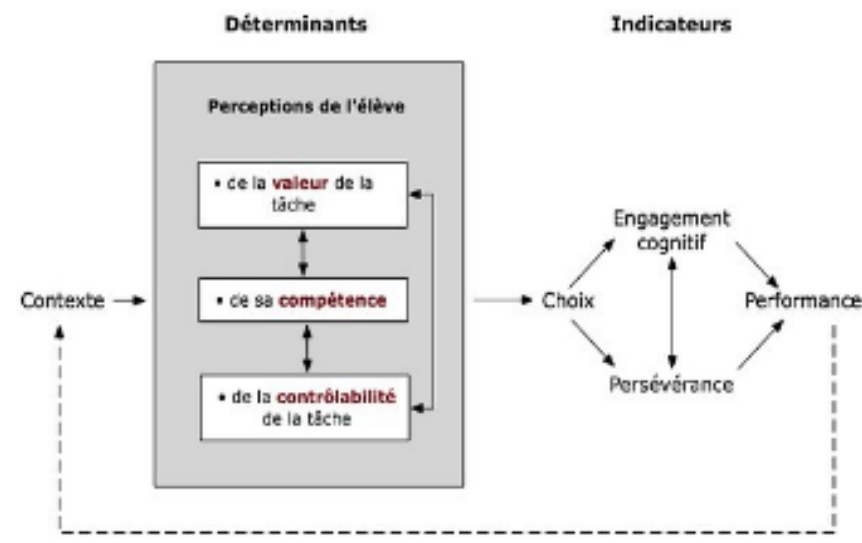 Déterminants
Indicateurs
Perceptions de l'élève
• de la valeur de la
tâche
• de sa compétence
• de la contrôlabilité
de la tâche
Contexte
Choix
Engagement
cognitif
Persévérance
Performance